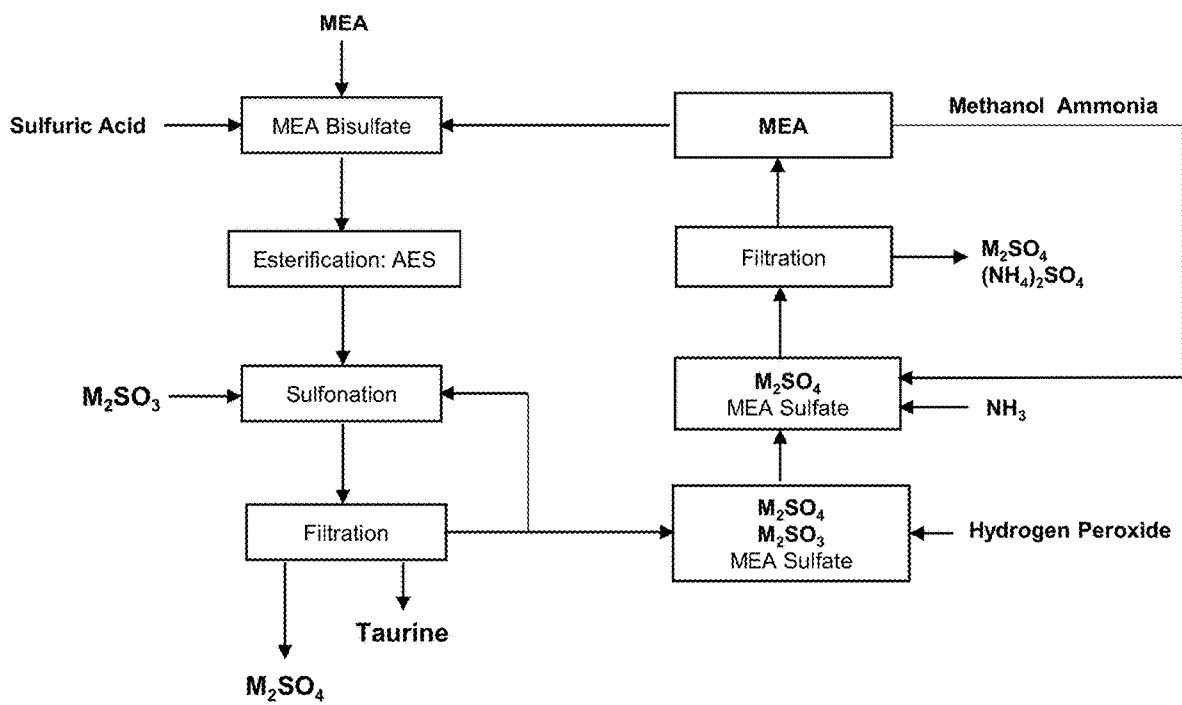 MEA
Sulfuric Acid
MEA Bisulfate
MEA
Methanol Ammonia
Esterification: AES
Filtration
M₂SO₄
(NH₄)₂SO₄
M₂SO₃
Sulfonation
M₂SO₄
MEA Sulfate
NH₃
Filtration
M₂SO₄
M₂SO₃
MEA Sulfate
Hydrogen Peroxide
Taurine
M₂SO₄